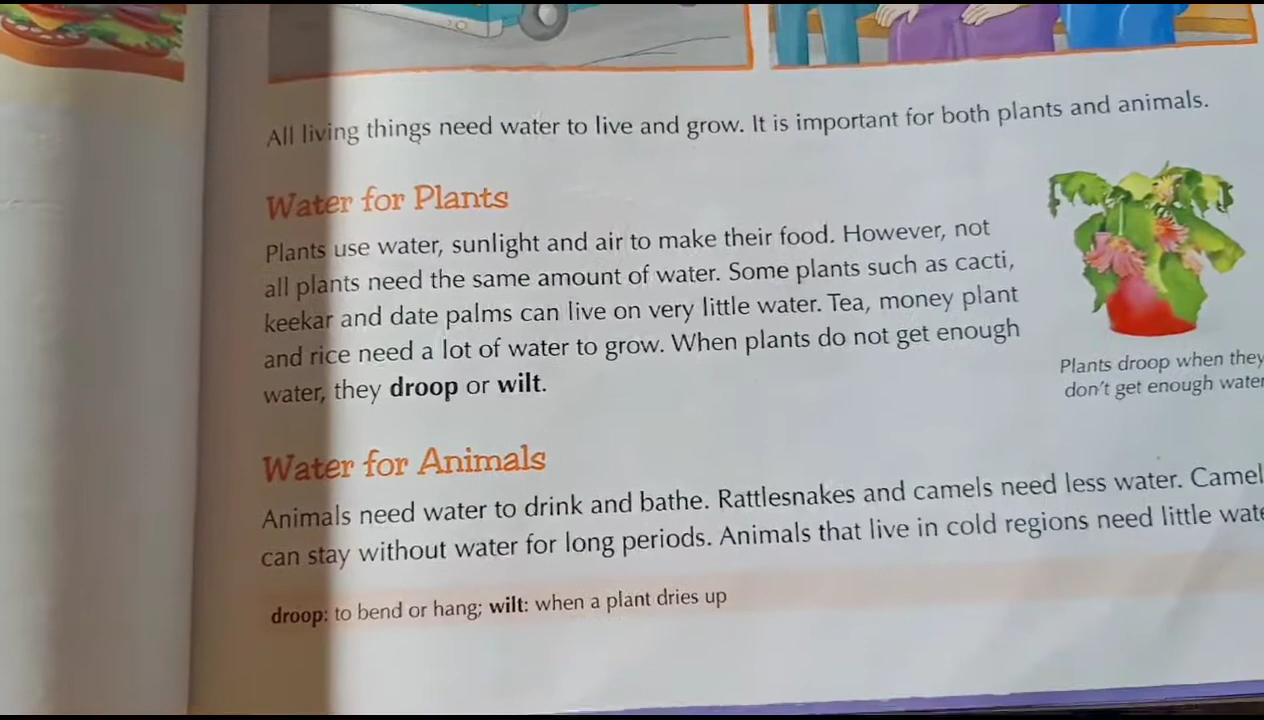 All living things need water to live and grow. It is important for both plants and animals.
Water for Plants
Plants use water, sunlight and air to make their food. However, not
all plants need the same amount of water. Some plants such as cacti,
keekar and date palms can live on very little water. Tea, money plant
and rice need a lot of water to grow. When plants do not get enough
water, they droop or wilt.
Plants droop when they
don't get enough water
Water for Animals
Animals need water to drink and bathe. Rattlesnakes and camels need less water. Camel
can stay without water for long periods. Animals that live in cold regions need little wate
droop: to bend or hang; wilt: when a plant dries up